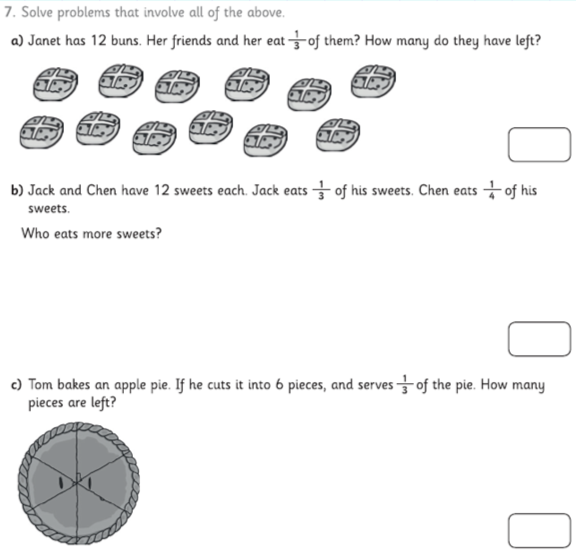 7. Solve problems that involve all of the above.
a) Janet has 12 buns. Her friends and her eat 1/3 of them? How many do they have left?
b) Jack and Chen have 12 sweets each. Jack eats 1/3 of his sweets. Chen eats 1/4 of his
sweets.
Who eats more sweets?
c) Tom bakes an apple pie. If he cuts it into 6 pieces, and serves 1/3 of the pie. How many
pieces are left?